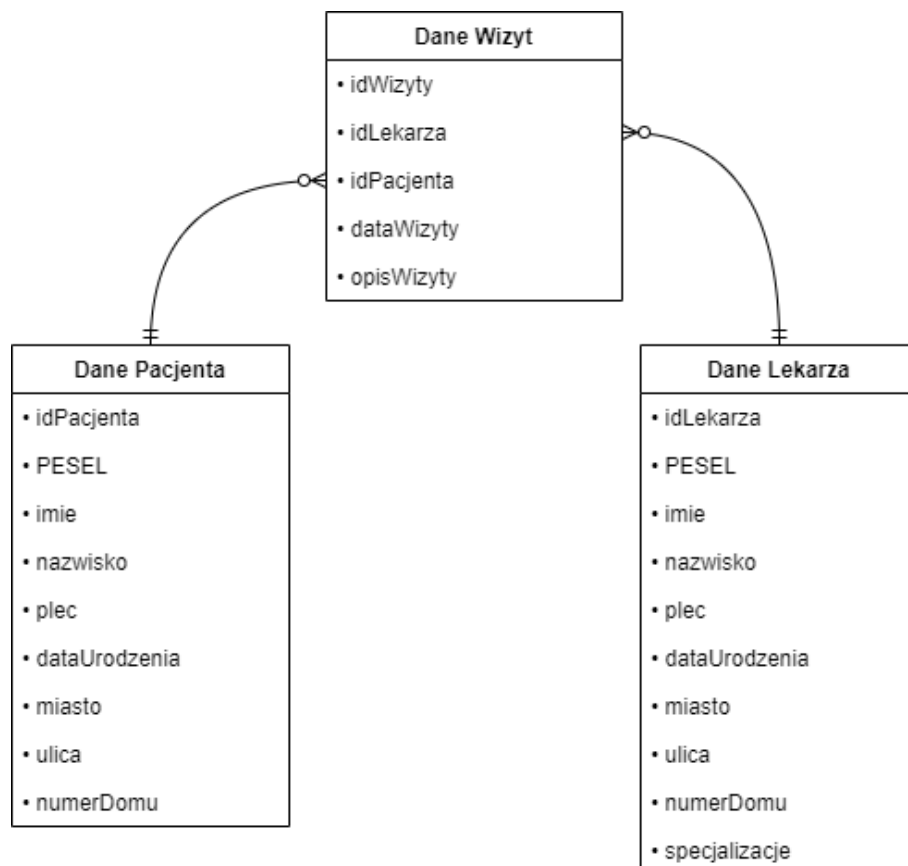 Dane Wizyt
• idWizyty
• idLekarza
• idPacjenta
• dataWizyty
• opisWizyty
Dane Pacjenta
• idPacjenta
• PESEL
• imie
• nazwisko
• plec
• dataUrodzenia
• miasto
• ulica
• numerDomu
Dane Lekarza
• idLekarza
• PESEL
• imie
• nazwisko
• plec
• dataUrodzenia
• miasto
• ulica
• numerDomu
• specjalizacje